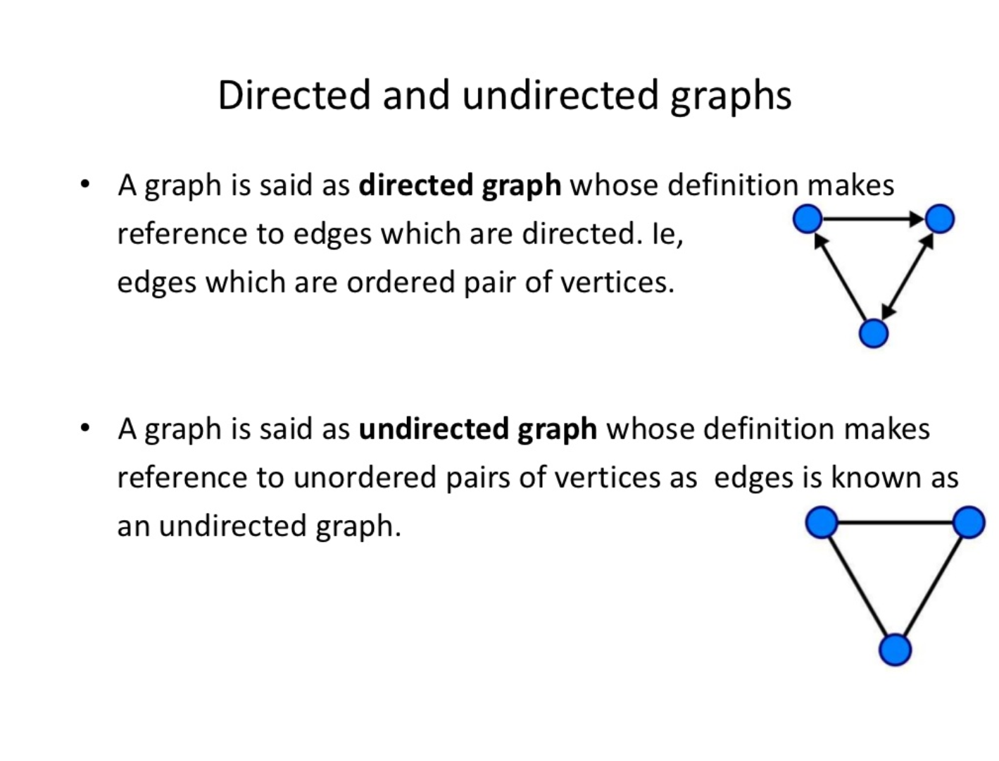 Directed and undirected graphs
• A graph is said as directed graph whose definition makes
reference to edges which are directed. Ie,
edges which are ordered pair of vertices.
• A graph is said as undirected graph whose definition makes
reference to unordered pairs of vertices as  edges is known as
an undirected graph.